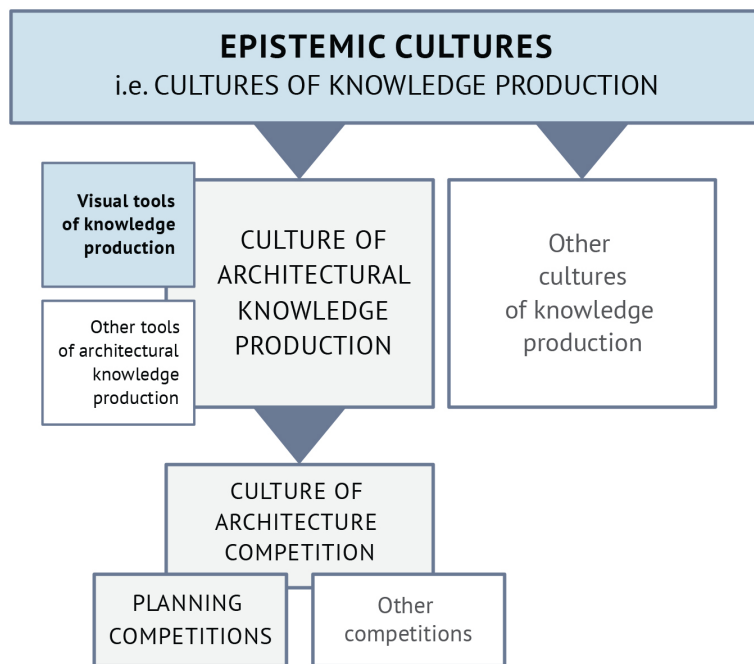 EPISTEMIC CULTURES
i.e. CULTURES OF KNOWLEDGE PRODUCTION
Visual tools
of knowledge
production
CULTURE OF
ARCHITECTURAL
KNOWLEDGE
PRODUCTION
Other
cultures
of knowledge
production
Other tools
of architectural
knowledge
production
CULTURE OF
ARCHITECTURE
COMPETITION
PLANNING
COMPETITIONS
Other
competitions